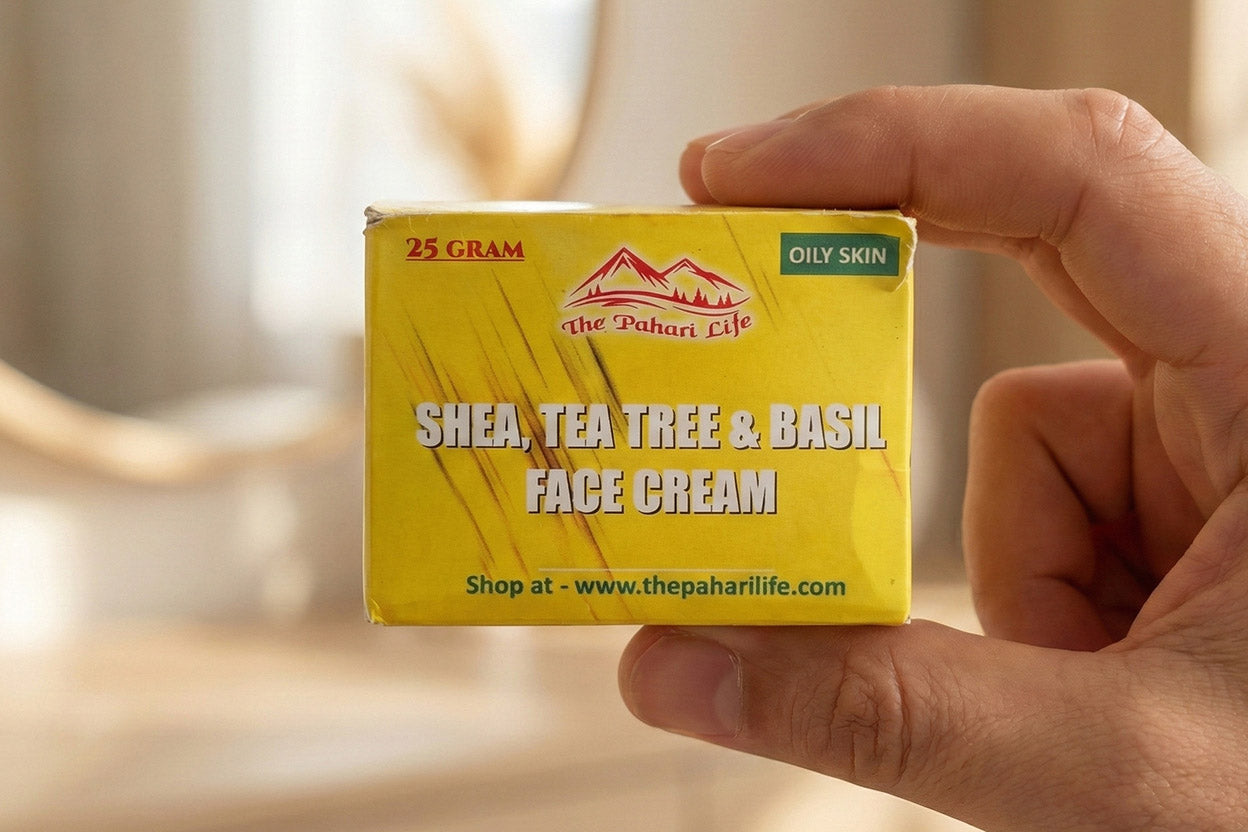 25 GRAM
OILY SKIN
The Pahari Life
SHEA, TEA TREE & BASIL
FACE CREAM
Shop at - www.thepaharilife.com